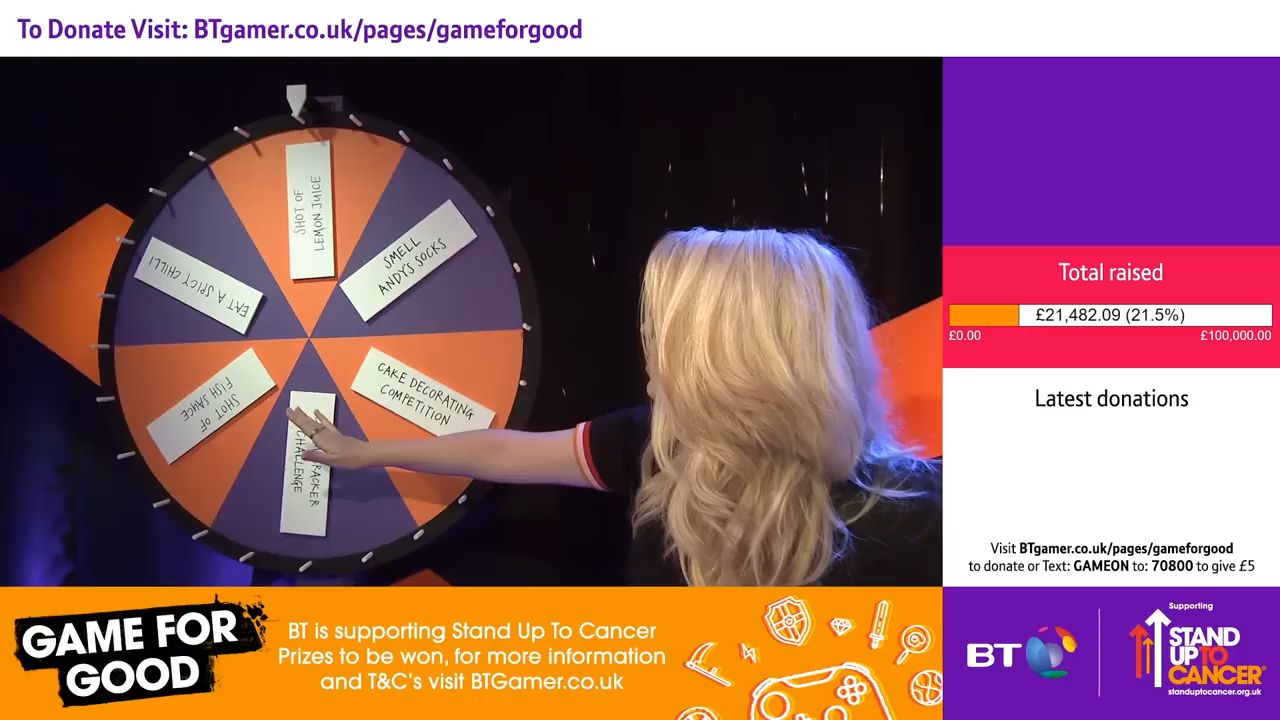 To Donate Visit: BTgamer.co.uk/pages/gameforgood
SHOT OF
LEMON JUICE
SMELL
ANDY'S SOCKS
EAT A SPICY CHILLI
CAKE DECORATING
COMPETITION
SHOT OF
FISH SAUCE
CHALLENGE
Total raised
£21,482.09 (21.5%)
£0.00
£100,000.00
Latest donations
Visit BTgamer.co.uk/pages/gameforgood
to donate or Text: GAMEON to: 70800 to give £5
GAME FOR
GOOD
BT is supporting Stand Up To Cancer
Prizes to be won, for more information
and T&C's visit BTGamer.co.uk
BT
Supporting
STAND
UP TO
CANCER
standuptocancer.org.uk